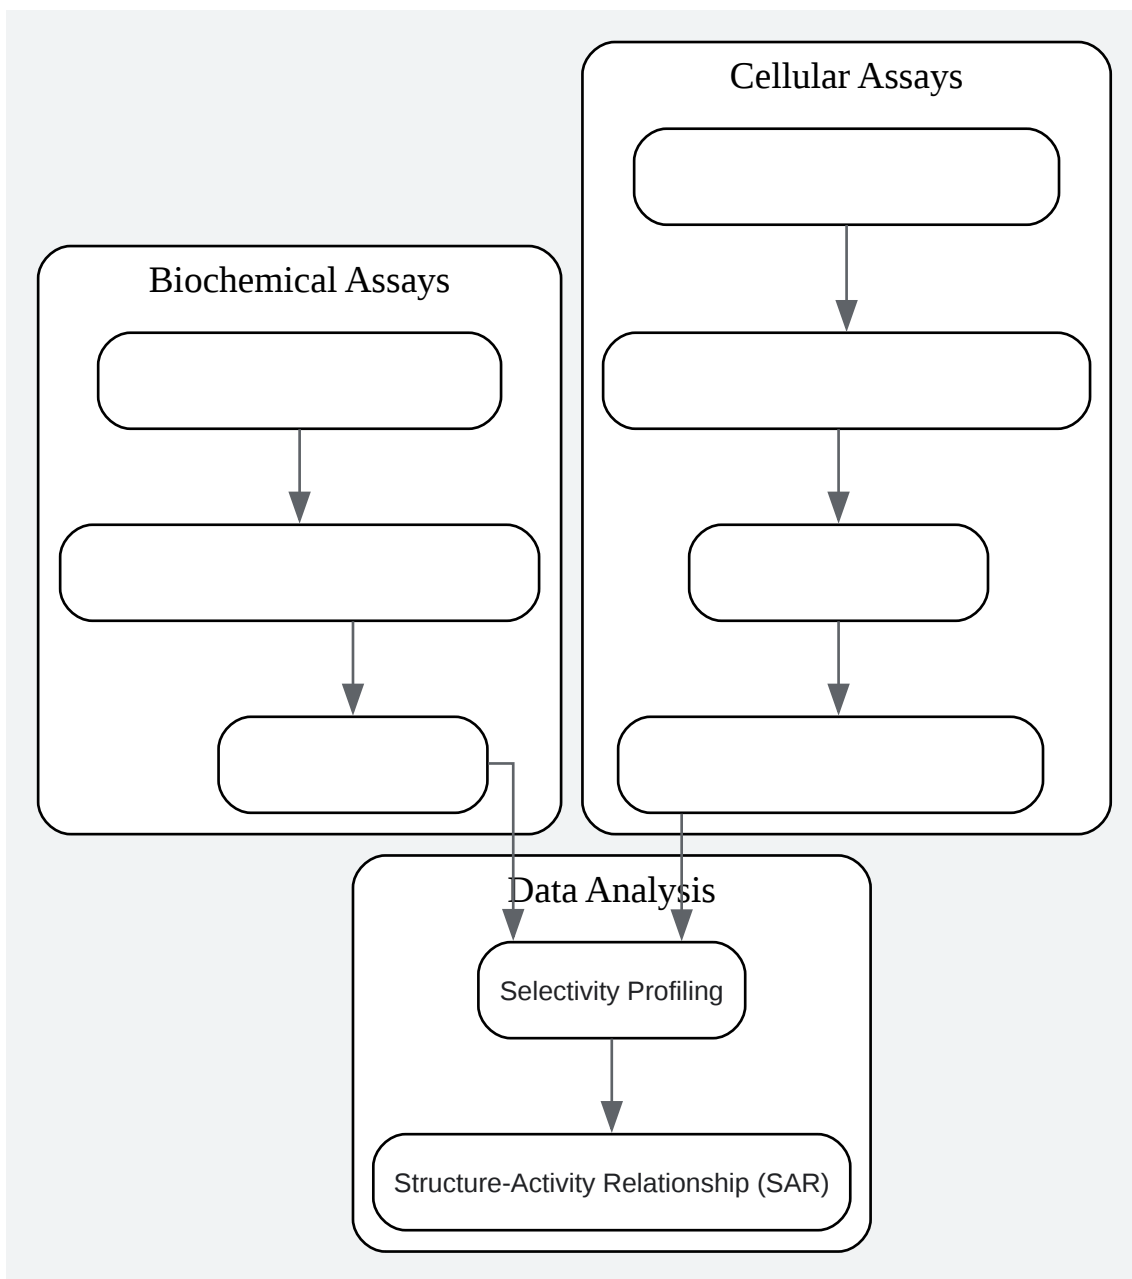 Cellular Assays
Biochemical Assays
Data Analysis
Selectivity Profiling
Structure-Activity Relationship (SAR)